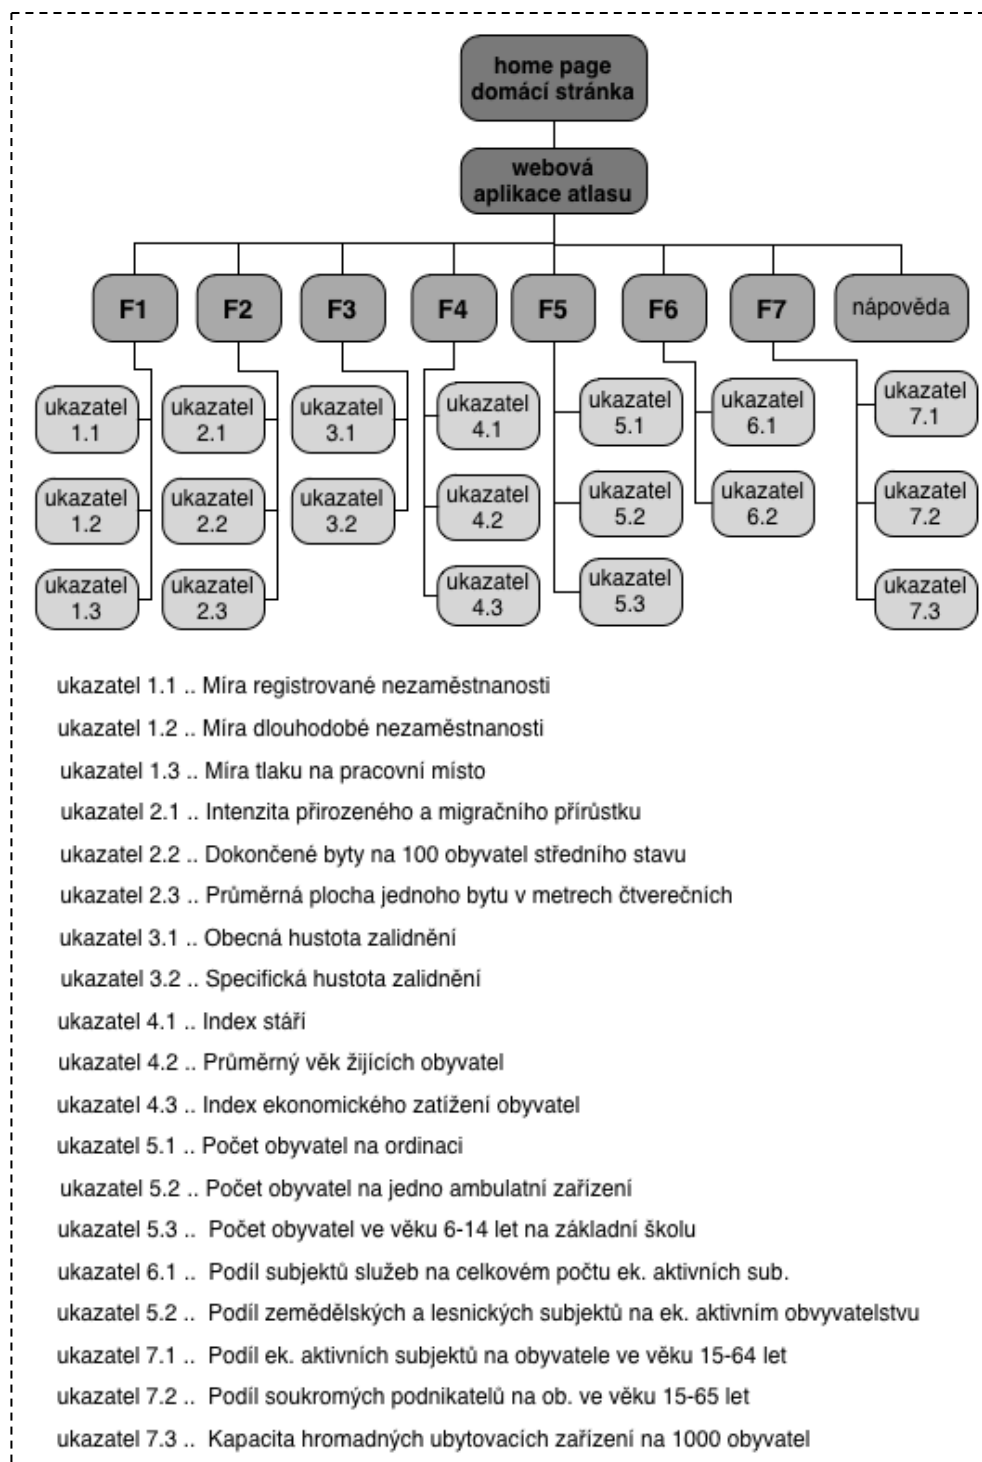 home page
domácí stránka
webová
aplikace atlasu
F1
F2
F3
F4
F5
F6
F7
nápověda
ukazatel
1.1
ukazatel
2.1
ukazatel
3.1
ukazatel
4.1
ukazatel
5.1
ukazatel
6.1
ukazatel
7.1
ukazatel
1.2
ukazatel
2.2
ukazatel
3.2
ukazatel
4.2
ukazatel
5.2
ukazatel
6.2
ukazatel
7.2
ukazatel
1.3
ukazatel
2.3
ukazatel
4.3
ukazatel
5.3
ukazatel
7.3
ukazatel 1.1 .. Míra registrované nezaměstnanosti
ukazatel 1.2 .. Míra dlouhodobé nezaměstnanosti
ukazatel 1.3 .. Míra tlaku na pracovní místo
ukazatel 2.1 .. Intenzita přirozeného a migračního přírůstku
ukazatel 2.2 .. Dokončené byty na 100 obyvatel středního stavu
ukazatel 2.3 .. Průměrná plocha jednoho bytu v metrech čtverečních
ukazatel 3.1 .. Obecná hustota zalidnění
ukazatel 3.2 .. Specifická hustota zalidnění
ukazatel 4.1 .. Index stáří
ukazatel 4.2 .. Průměrný věk žijících obyvatel
ukazatel 4.3 .. Index ekonomického zatížení obyvatel
ukazatel 5.1 .. Počet obyvatel na ordinaci
ukazatel 5.2 .. Počet obyvatel na jedno ambulatní zařízení
ukazatel 5.3 .. Počet obyvatel ve věku 6-14 let na základní školu
ukazatel 6.1 .. Podíl subjektů služeb na celkovém počtu ek. aktivních sub.
ukazatel 5.2 .. Podíl zemědělských a lesnických subjektů na ek. aktivním obvyvatelstvu
ukazatel 7.1 .. Podíl ek. aktivních subjektů na obyvatele ve věku 15-64 let
ukazatel 7.2 .. Podíl soukromých podnikatelů na ob. ve věku 15-65 let
ukazatel 7.3 .. Kapacita hromadných ubytovacích zařízení na 1000 obyvatel